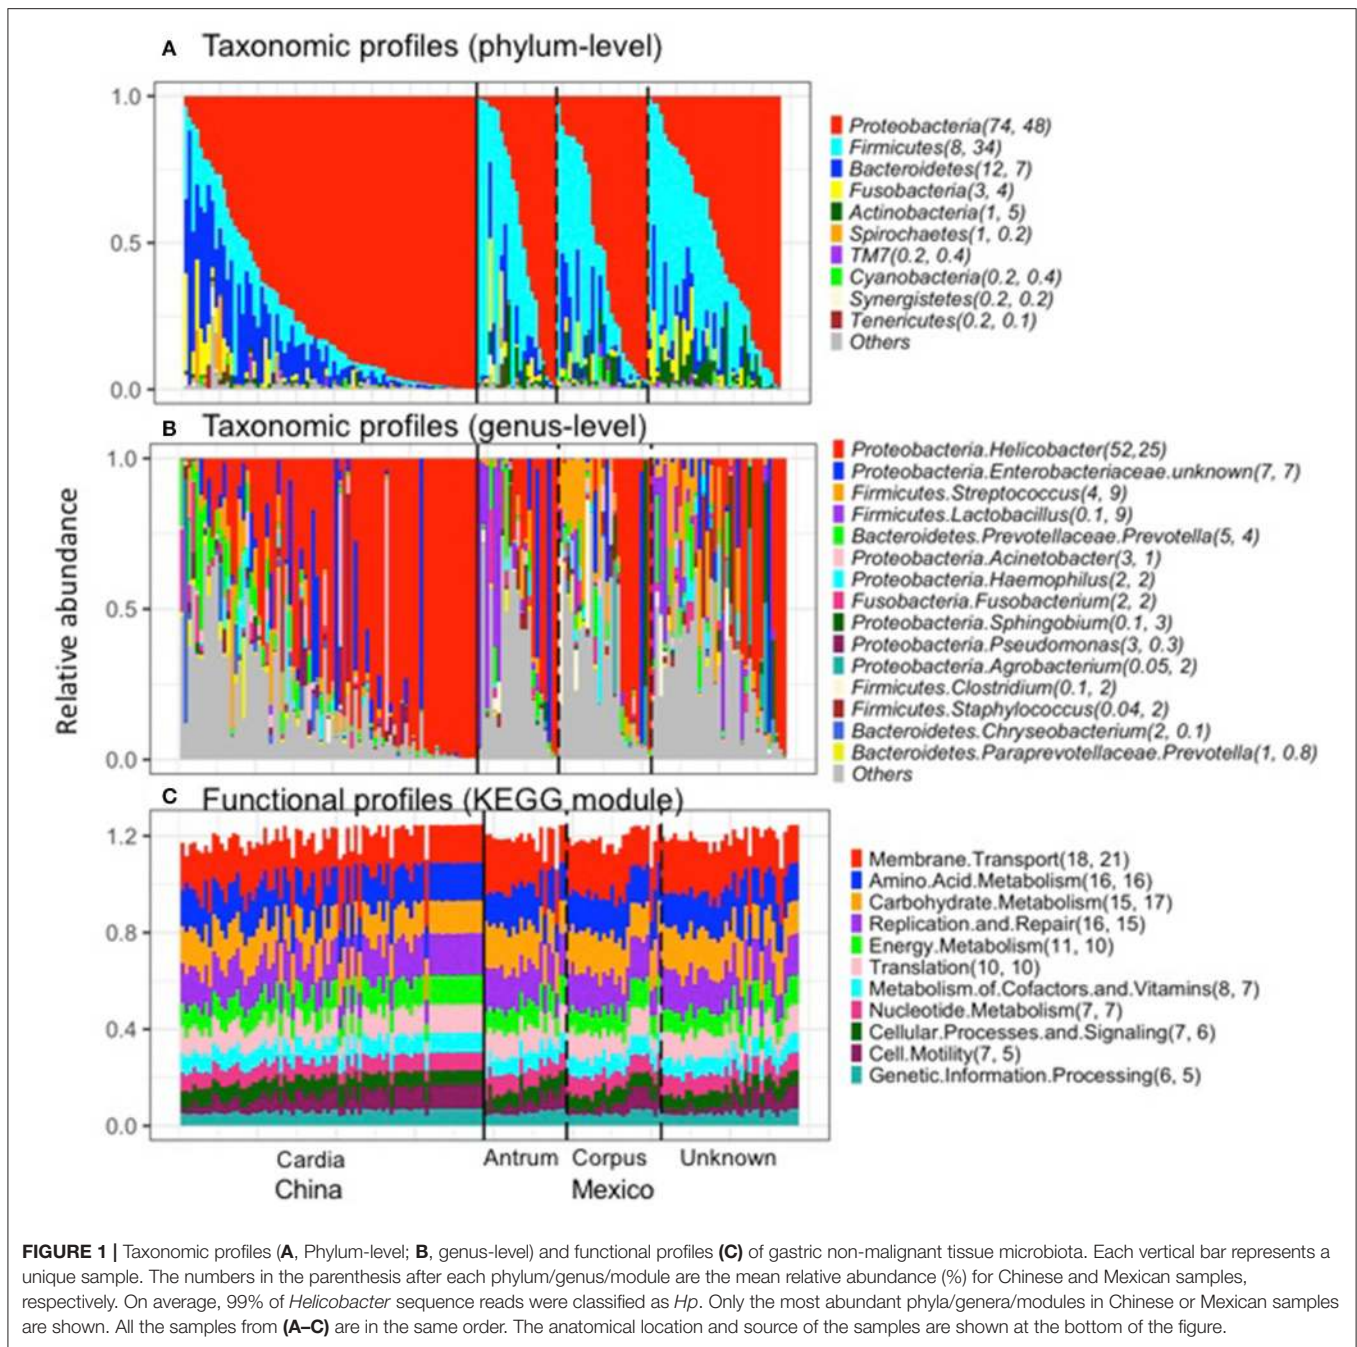 A Taxonomic profiles (phylum-level)
1.0
0.5
0.0
Proteobacteria(74, 48)
Firmicutes(8, 34)
Bacteroidetes(12, 7)
Fusobacteria(3, 4)
Actinobacteria(1, 5)
Spirochaetes(1, 0.2)
TM7(0.2, 0.4)
Cyanobacteria(0.2, 0.4)
Synergistetes(0.2, 0.2)
Tenericutes(0.2, 0.1)
Others
B Taxonomic profiles (genus-level)
Relative abundance
1.0
0.5
0.0
Proteobacteria.Helicobacter(52,25)
Proteobacteria.Enterobacteriaceae.unknown(7, 7)
Firmicutes.Streptococcus(4, 9)
Firmicutes.Lactobacillus(0.1, 9)
Bacteroidetes.Prevotellaceae.Prevotella(5, 4)
Proteobacteria.Acinetobacter(3, 1)
Proteobacteria.Haemophilus(2, 2)
Fusobacteria.Fusobacterium(2, 2)
Proteobacteria.Sphingobium(0.1, 3)
Proteobacteria.Pseudomonas(3, 0.3)
Proteobacteria.Agrobacterium(0.05, 2)
Firmicutes.Clostridium(0.1, 2)
Firmicutes.Staphylococcus(0.04, 2)
Bacteroidetes.Chryseobacterium(2, 0.1)
Bacteroidetes.Paraprevotellaceae.Prevotella(1, 0.8)
Others
C Functional profiles (KEGG module)
1.2
0.8
0.4
0.0
Membrane.Transport(18, 21)
Amino.Acid.Metabolism(16, 16)
Carbohydrate.Metabolism(15, 17)
Replication.and.Repair(16, 15)
Energy.Metabolism(11, 10)
Translation(10, 10)
Metabolism.of.Cofactors.and.Vitamins(8, 7)
Nucleotide.Metabolism(7, 7)
Cellular.Processes.and.Signaling(7, 6)
Cell.Motility(7, 5)
Genetic.Information.Processing(6, 5)
Cardia Antrum Corpus Unknown
China Mexico
FIGURE 1 | Taxonomic profiles (A, Phylum-level; B, genus-level) and functional profiles (C) of gastric non-malignant tissue microbiota. Each vertical bar represents a
unique sample. The numbers in the parenthesis after each phylum/genus/module are the mean relative abundance (%) for Chinese and Mexican samples,
respectively. On average, 99% of Helicobacter sequence reads were classified as Hp. Only the most abundant phyla/genera/modules in Chinese or Mexican samples
are shown. All the samples from (A–C) are in the same order. The anatomical location and source of the samples are shown at the bottom of the figure.